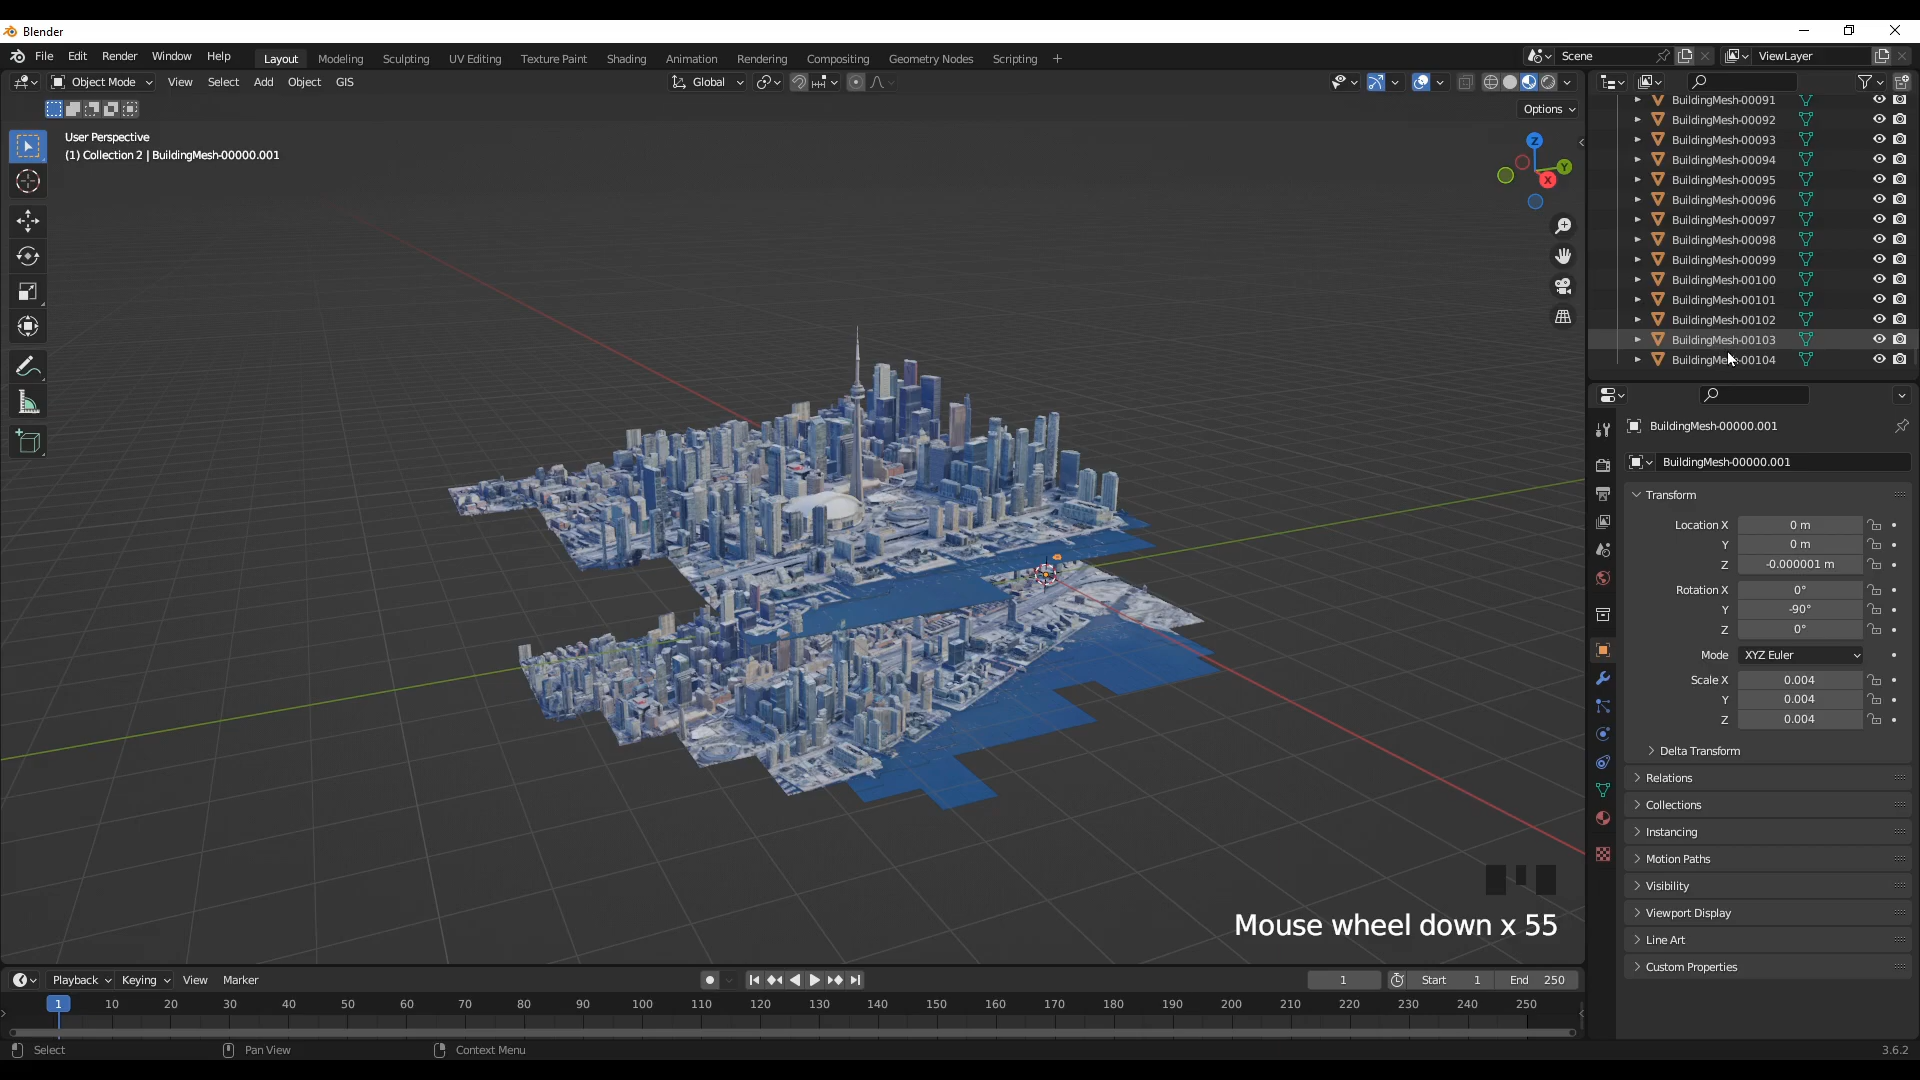 Blender
File Edit Render Window Help Layout Modeling Sculpting UV Editing Texture Paint Shading Animation Rendering Compositing Geometry Nodes Scripting + Scene ViewLayer
Object Mode View Select Add Object GIS Global
Options
User Perspective
(1) Collection 2 | BuildingMesh-00000.001
Z
Y
X
BuildingMesh-00091
BuildingMesh-00092
BuildingMesh-00093
BuildingMesh-00094
BuildingMesh-00095
BuildingMesh-00096
BuildingMesh-00097
BuildingMesh-00098
BuildingMesh-00099
BuildingMesh-00100
BuildingMesh-00101
BuildingMesh-00102
BuildingMesh-00103
BuildingMesh-00104
BuildingMesh-00000.001
BuildingMesh-00000.001
Transform
Location X 0 m
Y 0 m
Z -0.000001 m
Rotation X 0°
Y -90°
Z 0°
Mode XYZ Euler
Scale X 0.004
Y 0.004
Z 0.004
Delta Transform
Relations
Collections
Instancing
Motion Paths
Visibility
Viewport Display
Line Art
Custom Properties
Mouse wheel down x 55
Playback Keying View Marker 1 Start 1 End 250
1 10 20 30 40 50 60 70 80 90 100 110 120 130 140 150 160 170 180 190 200 210 220 230 240 250
Select Pan View Context Menu 3.6.2